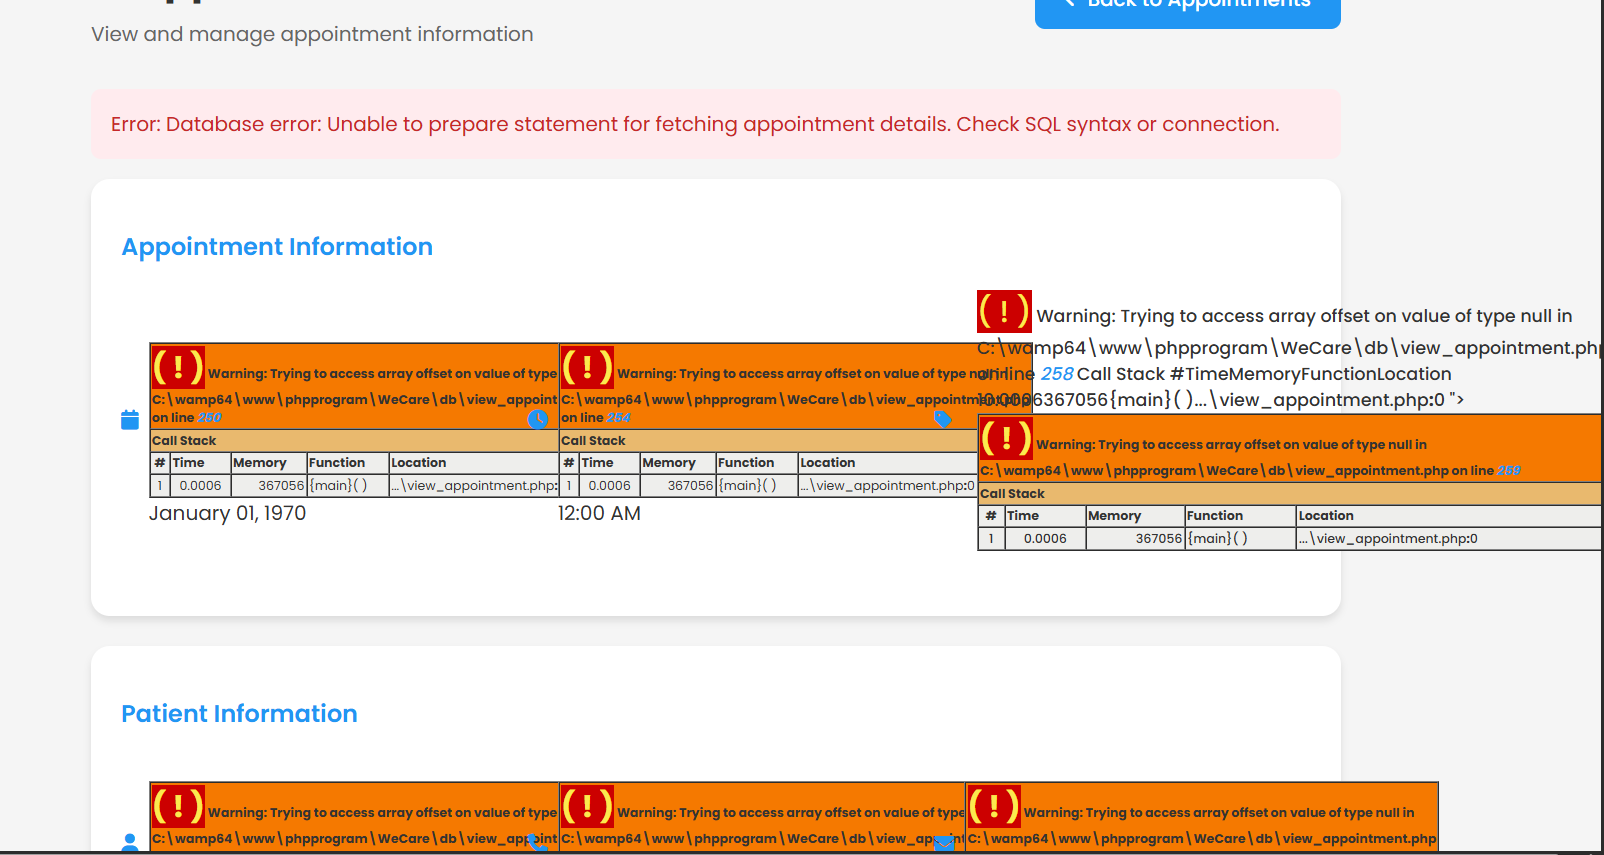 Back to Appointments
View and manage appointment information
Error: Database error: Unable to prepare statement for fetching appointment details. Check SQL syntax or connection.
Appointment Information
(!) Warning: Trying to access array offset on value of type null in
C:\wamp64\www\phpprogram\WeCare\db\view_appointment.php
on line 258 Call Stack #TimeMemoryFunctionLocation
10.0006367056{main}( )...\view_appointment.php:0 ">
(!) Warning: Trying to access array offset on value of type
C:\wamp64\www\phpprogram\WeCare\db\view_appoint
on line 250
Call Stack
# Time Memory Function Location
1 0.0006 367056 {main}( ) ...\view_appointment.php:
January 01, 1970
(!) Warning: Trying to access array offset on value of type null in
C:\wamp64\www\phpprogram\WeCare\db\view_appointment.php
on line 254
Call Stack
# Time Memory Function Location
1 0.0006 367056 {main}( ) ...\view_appointment.php:0
12:00 AM
(!) Warning: Trying to access array offset on value of type null in
C:\wamp64\www\phpprogram\WeCare\db\view_appointment.php on line 259
Call Stack
# Time Memory Function Location
1 0.0006 367056 {main}( ) ...\view_appointment.php:0
Patient Information
(!) Warning: Trying to access array offset on value of type
C:\wamp64\www\phpprogram\WeCare\db\view_appoint
(!) Warning: Trying to access array offset on value of type
C:\wamp64\www\phpprogram\WeCare\db\view_appoint
(!) Warning: Trying to access array offset on value of type null in
C:\wamp64\www\phpprogram\WeCare\db\view_appointment.php